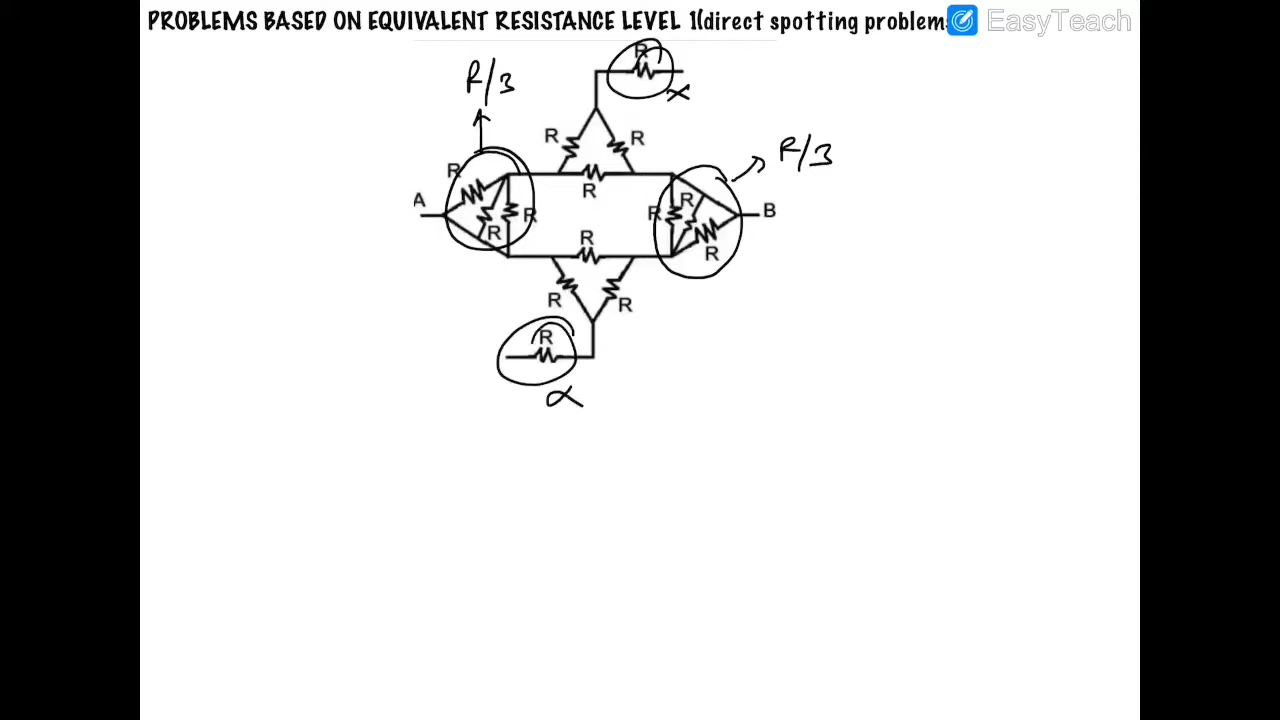 PROBLEMS BASED ON EQUIVALENT RESISTANCE LEVEL 1(direct spotting problem
EasyTeach
R
R/3
x
R
R
R/3
R
R
A
R
R
R
R
B
R
R
R
R
R
R
x